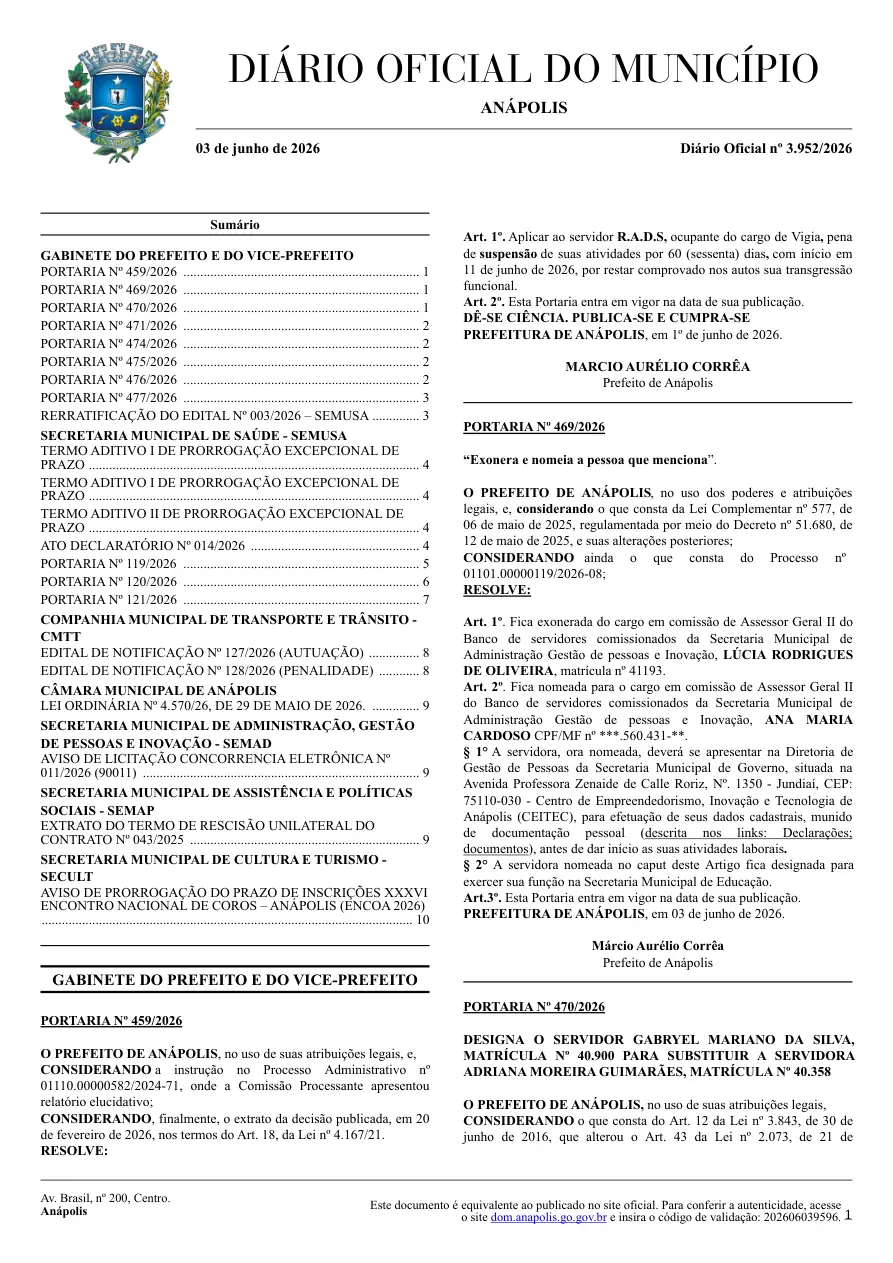 ANÁPOLIS
DIÁRIO OFICIAL DO MUNICÍPIO
ANÁPOLIS
03 de junho de 2026
Diário Oficial nº 3.952/2026
Sumário
GABINETE DO PREFEITO E DO VICE-PREFEITO
PORTARIA Nº 459/2026 ........................................................................ 1
PORTARIA Nº 469/2026 ........................................................................ 1
PORTARIA Nº 470/2026 ........................................................................ 1
PORTARIA Nº 471/2026 ........................................................................ 2
PORTARIA Nº 474/2026 ........................................................................ 2
PORTARIA Nº 475/2026 ........................................................................ 2
PORTARIA Nº 476/2026 ........................................................................ 2
PORTARIA Nº 477/2026 ........................................................................ 3
RERRATIFICAÇÃO DO EDITAL Nº 003/2026 – SEMUSA .............. 3
SECRETARIA MUNICIPAL DE SAÚDE - SEMUSA
TERMO ADITIVO I DE PRORROGAÇÃO EXCEPCIONAL DE
PRAZO .................................................................................................... 4
TERMO ADITIVO I DE PRORROGAÇÃO EXCEPCIONAL DE
PRAZO .................................................................................................... 4
TERMO ADITIVO II DE PRORROGAÇÃO EXCEPCIONAL DE
PRAZO .................................................................................................... 4
ATO DECLARATÓRIO Nº 014/2026 ................................................... 4
PORTARIA Nº 119/2026 ........................................................................ 5
PORTARIA Nº 120/2026 ........................................................................ 6
PORTARIA Nº 121/2026 ........................................................................ 7
COMPANHIA MUNICIPAL DE TRANSPORTE E TRÂNSITO -
CMTT
EDITAL DE NOTIFICAÇÃO Nº 127/2026 (AUTUAÇÃO) ............... 8
EDITAL DE NOTIFICAÇÃO Nº 128/2026 (PENALIDADE) ............ 8
CÂMARA MUNICIPAL DE ANÁPOLIS
LEI ORDINÁRIA Nº 4.570/26, DE 29 DE MAIO DE 2026. .............. 9
SECRETARIA MUNICIPAL DE ADMINISTRAÇÃO, GESTÃO
DE PESSOAS E INOVAÇÃO - SEMAD
AVISO DE LICITAÇÃO CONCORRENCIA ELETRÔNICA Nº
011/2026 (90011) .................................................................................... 9
SECRETARIA MUNICIPAL DE ASSISTÊNCIA E POLÍTICAS
SOCIAIS - SEMAP
EXTRATO DO TERMO DE RESCISÃO UNILATERAL DO
CONTRATO Nº 043/2025 ...................................................................... 9
SECRETARIA MUNICIPAL DE CULTURA E TURISMO -
SECULT
AVISO DE PRORROGAÇÃO DO PRAZO DE INSCRIÇÕES XXXVI
ENCONTRO NACIONAL DE COROS – ANÁPOLIS (ENCOA 2026)
................................................................................................................ 10
GABINETE DO PREFEITO E DO VICE-PREFEITO
PORTARIA Nº 459/2026
O PREFEITO DE ANÁPOLIS, no uso de suas atribuições legais, e,
CONSIDERANDO a instrução no Processo Administrativo nº
01110.00000582/2024-71, onde a Comissão Processante apresentou
relatório elucidativo;
CONSIDERANDO, finalmente, o extrato da decisão publicada, em 20
de fevereiro de 2026, nos termos do Art. 18, da Lei nº 4.167/21.
RESOLVE:
Art. 1º. Aplicar ao servidor R.A.D.S, ocupante do cargo de Vigia, pena
de suspensão de suas atividades por 60 (sessenta) dias, com início em
11 de junho de 2026, por restar comprovado nos autos sua transgressão
funcional.
Art. 2º. Esta Portaria entra em vigor na data de sua publicação.
DÊ-SE CIÊNCIA. PUBLICA-SE E CUMPRA-SE
PREFEITURA DE ANÁPOLIS, em 1º de junho de 2026.
MARCIO AURÉLIO CORRÊA
Prefeito de Anápolis
PORTARIA Nº 469/2026
“Exonera e nomeia a pessoa que menciona”.
O PREFEITO DE ANÁPOLIS, no uso dos poderes e atribuições
legais, e, considerando o que consta da Lei Complementar nº 577, de
06 de maio de 2025, regulamentada por meio do Decreto nº 51.680, de
12 de maio de 2025, e suas alterações posteriores;
CONSIDERANDO ainda o que consta do Processo nº
01101.00000119/2026-08;
RESOLVE:
Art. 1º. Fica exonerada do cargo em comissão de Assessor Geral II do
Banco de servidores comissionados da Secretaria Municipal de
Administração Gestão de pessoas e Inovação, LÚCIA RODRIGUES
DE OLIVEIRA, matrícula nº 41193.
Art. 2º. Fica nomeada para o cargo em comissão de Assessor Geral II
do Banco de servidores comissionados da Secretaria Municipal de
Administração Gestão de pessoas e Inovação, ANA MARIA
CARDOSO CPF/MF nº ***.560.431-**.
§ 1° A servidora, ora nomeada, deverá se apresentar na Diretoria de
Gestão de Pessoas da Secretaria Municipal de Governo, situada na
Avenida Professora Zenaide de Calle Roriz, Nº. 1350 - Jundiaí, CEP:
75110-030 - Centro de Empreendedorismo, Inovação e Tecnologia de
Anápolis (CEITEC), para efetuação de seus dados cadastrais, munido
de documentação pessoal (descrita nos links: Declarações;
documentos), antes de dar início as suas atividades laborais.
§ 2° A servidora nomeada no caput deste Artigo fica designada para
exercer sua função na Secretaria Municipal de Educação.
Art.3º. Esta Portaria entra em vigor na data de sua publicação.
PREFEITURA DE ANÁPOLIS, em 03 de junho de 2026.
Márcio Aurélio Corrêa
Prefeito de Anápolis
PORTARIA Nº 470/2026
DESIGNA O SERVIDOR GABRYEL MARIANO DA SILVA,
MATRÍCULA Nº 40.900 PARA SUBSTITUIR A SERVIDORA
ADRIANA MOREIRA GUIMARÃES, MATRÍCULA Nº 40.358
O PREFEITO DE ANÁPOLIS, no uso de suas atribuições legais,
CONSIDERANDO o que consta do Art. 12 da Lei nº 3.843, de 30 de
junho de 2016, que alterou o Art. 43 da Lei nº 2.073, de 21 de
Av. Brasil, nº 200, Centro.
Anápolis
Este documento é equivalente ao publicado no site oficial. Para conferir a autenticidade, acesse
o site dom.anapolis.go.gov.br e insira o código de validação: 202606039596. 1